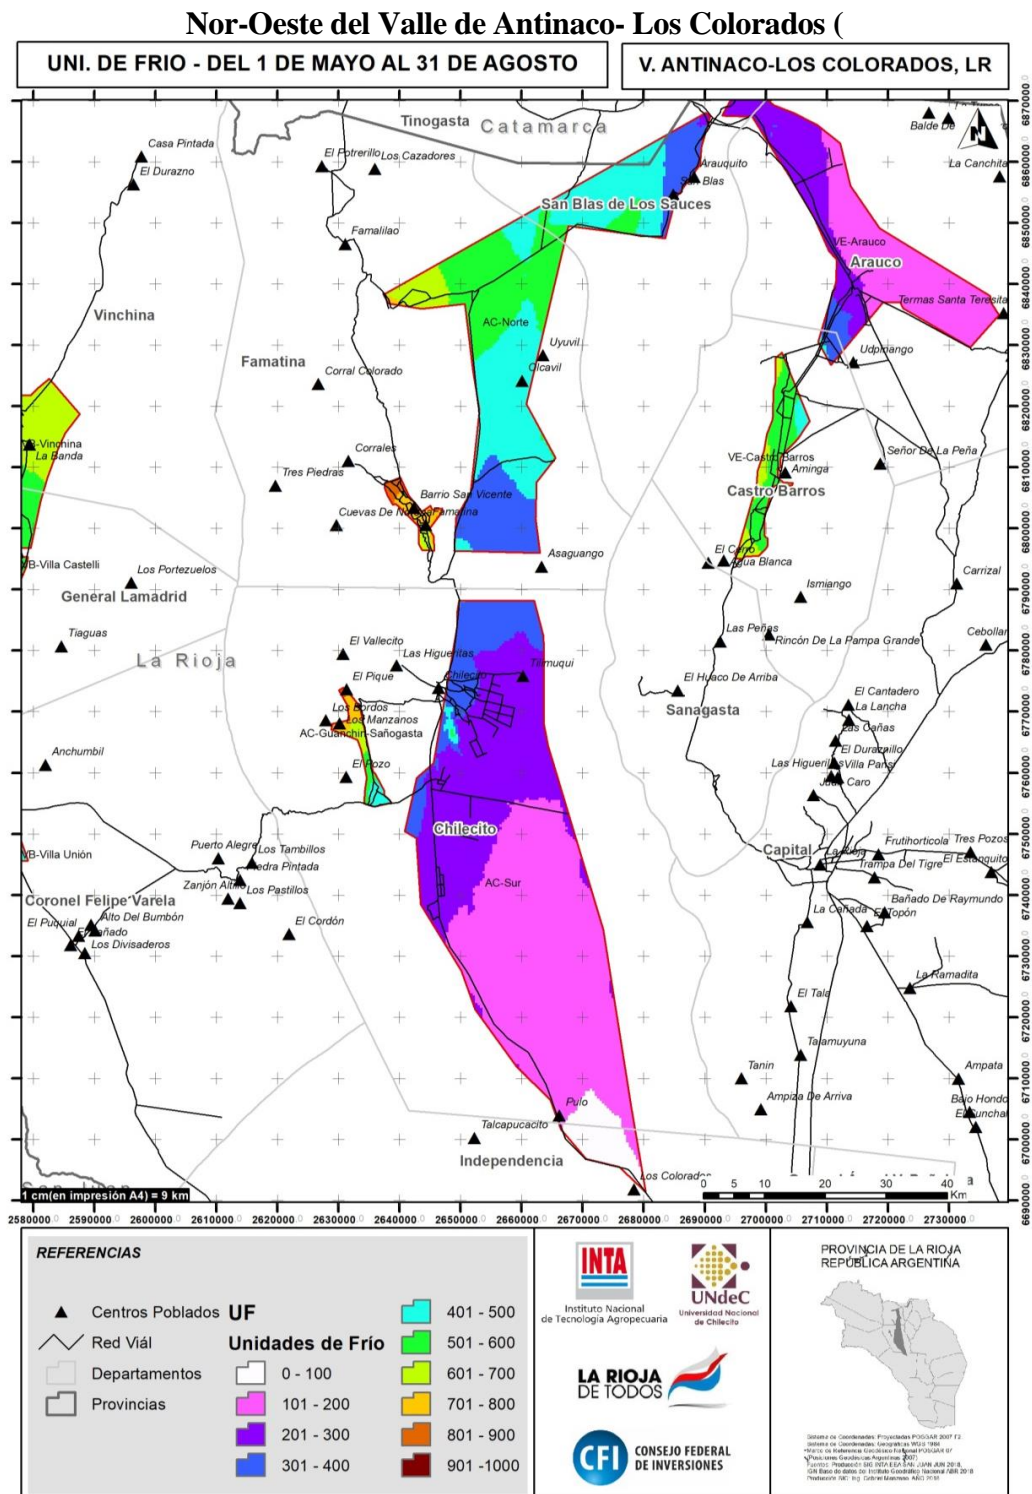 Nor-Oeste del Valle de Antinaco- Los Colorados (
UNI. DE FRIO - DEL 1 DE MAYO AL 31 DE AGOSTO
V. ANTINACO-LOS COLORADOS, LR
Tinogasta
Catamarca
Balde De
Casa Pintada
El Durazno
El Potrerillo
Los Cazadores
Arauquito
San Blas
La Canchita
San Blas de Los Sauces
Famalilao
VE-Arauco
Arauco
Termas Santa Teresita
Vinchina
AC-Norte
Famatina
Uyuvil
Olcavil
Udpinango
Corral Colorado
B-Vinchina
La Banda
Corrales
VE-Castro Barros
Aminga
Señor De La Peña
Tres Piedras
Barrio San Vicente
Castro Barros
Cuevas De
Famatina
B-Villa Castelli
Los Portezuelos
Asaguango
El Cerro
Agua Blanca
Carrizal
General Lamadrid
Ismiango
Tiaguas
La Rioja
El Vallecito
Las Higueritas
Las Peñas
Rincón De La Pampa Grande
Cebollar
El Pique
Chilecito
Tilimuqui
El Huaco De Arriba
Sanagasta
El Cantadero
La Lancha
Los Bordos
Los Manzanos
AC-Guanchin-Sañogasta
Las Cañas
El Duraznillo
Anchumbil
El Pozo
Las Higuerillas
Villa Pansi
Juan Caro
Chilecito
B-Villa Unión
Puerto Alegre
Los Tambillos
Piedra Pintada
Capital
La Rioja
Frutihorticola
Tres Pozos
Trampa Del Tigre
El Estanquito
Zanjón Altillo
Los Pastillos
AC-Sur
Coronel Felipe Varela
Bañado De Raymundo
El Puquial
Alto Del Bumbón
Los Divisaderos
El Cordón
La Cañada
El Topón
La Ramadita
El Tala
Talamuyuna
Tanin
Ampata
Ampiza De Arriva
Bajo Hondo
Pulo
Talcapucacito
Independencia
Los Colorados
1 cm(en impresión A4) = 9 km
0 5 10 20 30 40
Km
2580000 2590000 2600000 2610000 2620000 2630000 2640000 2650000 2660000 2670000 2680000 2690000 2700000 2710000 2720000 2730000
6870000
6860000
6850000
6840000
6830000
6820000
6810000
6800000
6790000
6780000
6770000
6760000
6750000
6740000
6730000
6720000
6710000
6700000
6690000
N
REFERENCIAS
Centros Poblados
Red Viál
Departamentos
Provincias
UF
Unidades de Frío
0 - 100
101 - 200
201 - 300
301 - 400
401 - 500
501 - 600
601 - 700
701 - 800
801 - 900
901 -1000
INTA
Instituto Nacional
de Tecnología Agropecuaria
UNdeC
Universidad Nacional
de Chilecito
LA RIOJA
DE TODOS
CFI
CONSEJO FEDERAL
DE INVERSIONES
PROVINCIA DE LA RIOJA
REPÚBLICA ARGENTINA
Sistema de Coordenadas: Proyectadas POSGAR 2007 F2